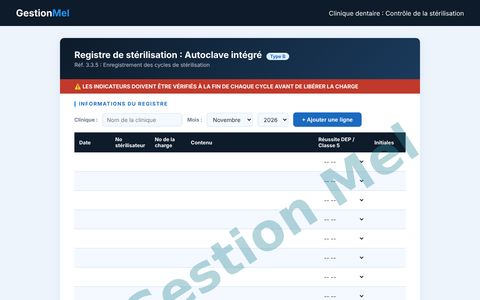 GestionMel
Clinique dentaire : Contrôle de la stérilisation
Registre de stérilisation : Autoclave intégré Type B
Réf. 3.3.5 : Enregistrement des cycles de stérilisation
⚠ LES INDICATEURS DOIVENT ÊTRE VÉRIFIÉS À LA FIN DE CHAQUE CYCLE AVANT DE LIBÉRER LA CHARGE
INFORMATIONS DU REGISTRE
Clinique : Nom de la clinique Mois : Novembre 2026 + Ajouter une ligne
Date No stérilisateur No de la charge Contenu Réussite DEP / Classe 5 Initiales
-- --
-- --
-- --
-- --
-- --
-- --
-- --
-- --
Gestion Mel